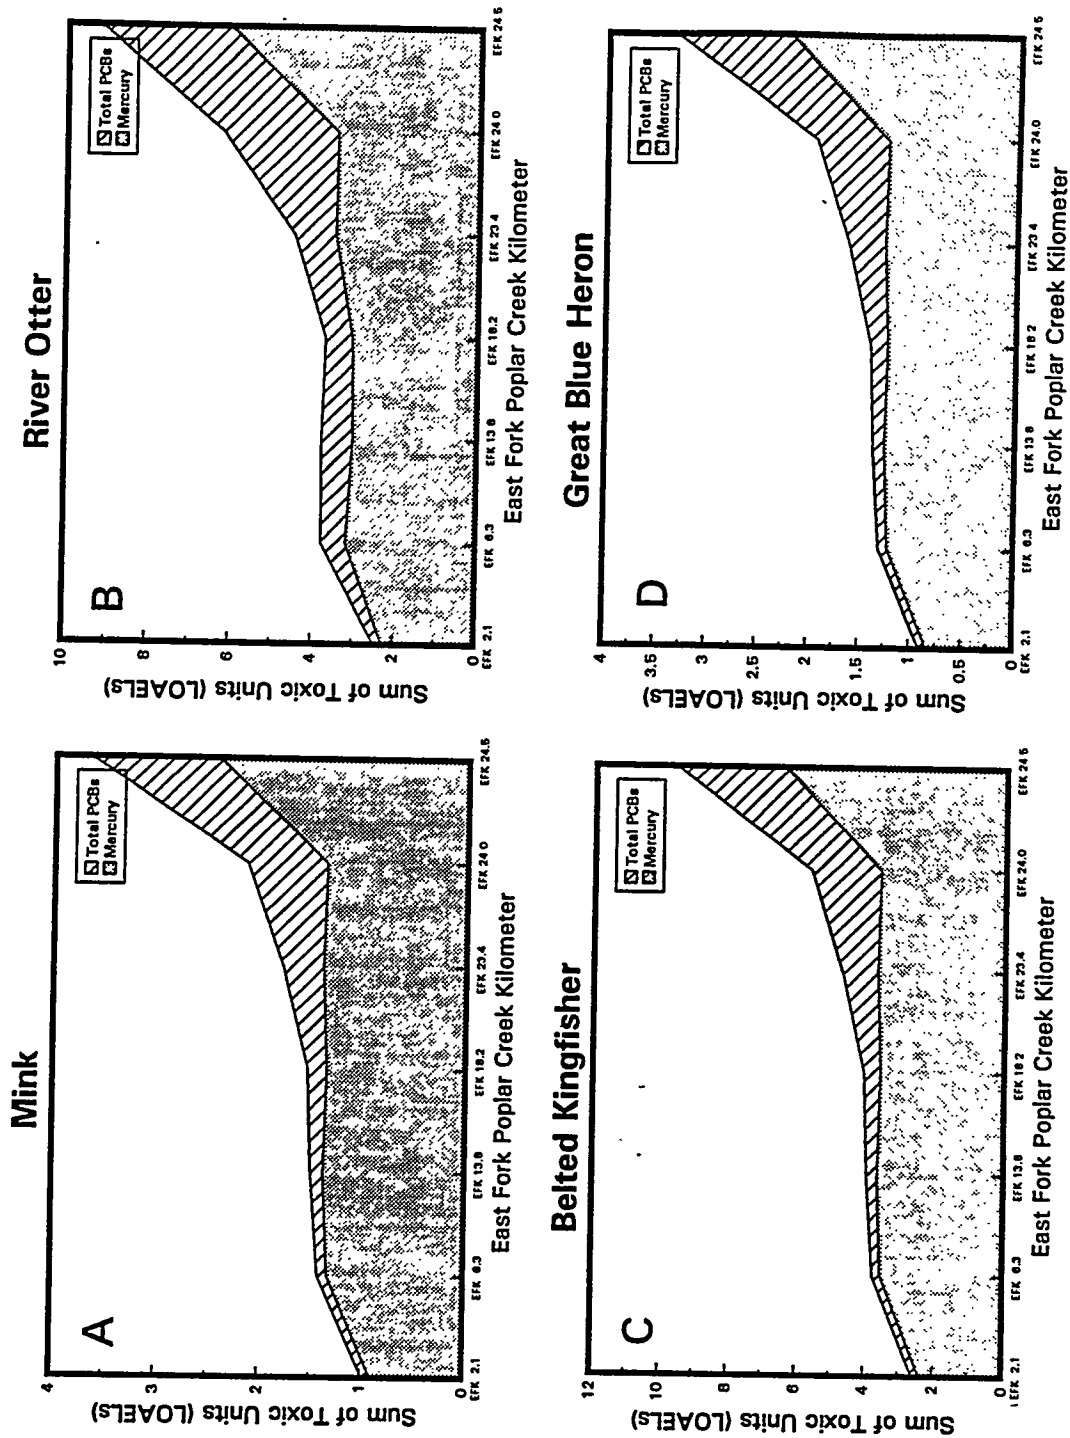 Mink
A
Total PCBs
Mercury
Sum of Toxic Units (LOAELs)
4
3
2
1
0
EFK 2.1 EFK 6.3 EFK 13.8 EFK 18.2 EFK 23.4 EFK 24 0 EFK 24.5
East Fork Poplar Creek Kilometer
River Otter
B
Total PCBs
Mercury
Sum of Toxic Units (LOAELs)
10
8
6
4
2
0
EFK 2.1 EFK 6.3 EFK 13 8 EFK 18.2 EFK 23 4 EFK 24 0 EFK 24.5
East Fork Poplar Creek Kilometer
Belted Kingfisher
C
Total PCBs
Mercury
Sum of Toxic Units (LOAELs)
12
10
8
6
4
2
0
EFK 2.1 EFK 6.3 EFK 13.8 EFK 18 2 EFK 23.4 EFK 24.0 EFK 24 5
East Fork Poplar Creek Kilometer
Great Blue Heron
D
Total PCBs
Mercury
Sum of Toxic Units (LOAELs)
4
3.5
3
2.5
2
1.5
1
0.5
0
EFK 2.1 EFK 6.3 EFK 13.8 EFK 18 2 EFK 23 4 EFK 24.0 EFK 24 5
East Fork Poplar Creek Kilometer